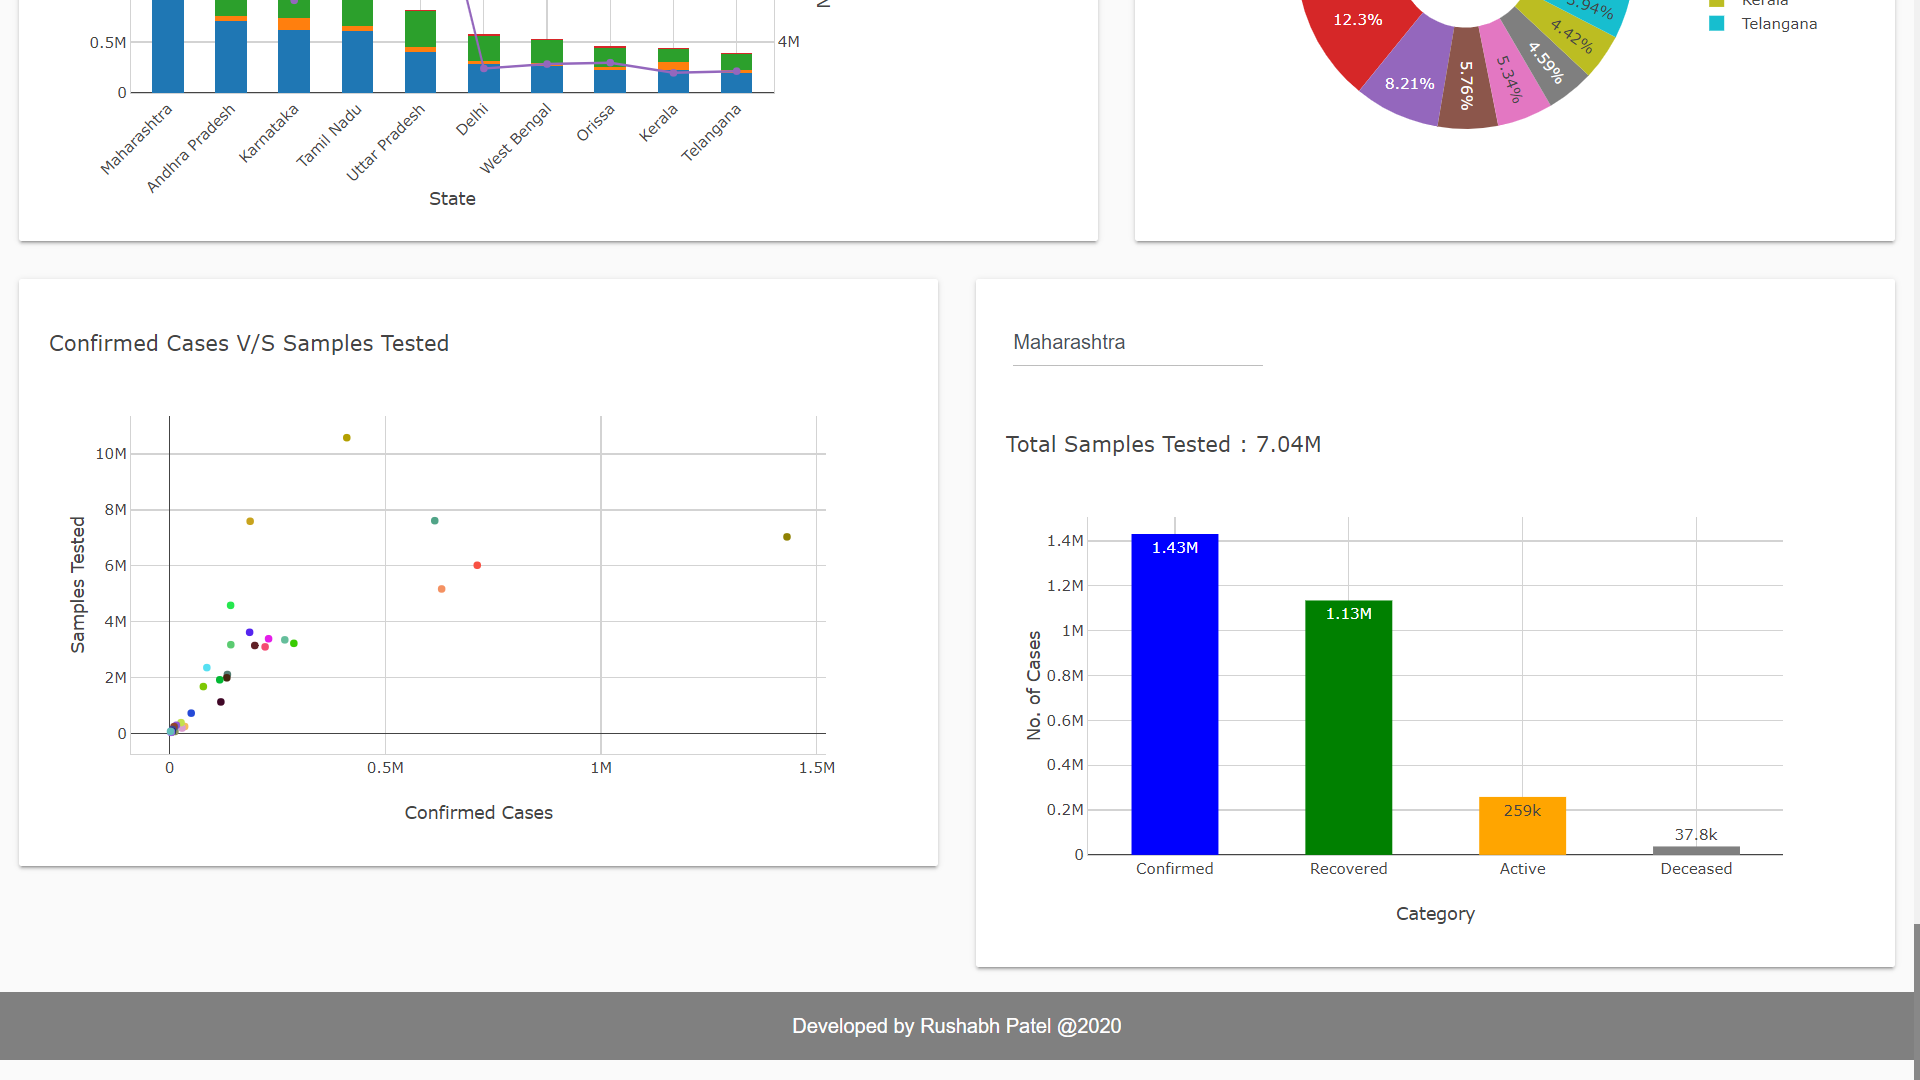 0.5M
0
4M
Maharashtra
Andhra Pradesh
Karnataka
Tamil Nadu
Uttar Pradesh
Delhi
West Bengal
Orissa
Kerala
Telangana
State
12.3%
8.21%
5.76%
5.34%
4.59%
4.42%
5.94%
Kerala
Telangana
Confirmed Cases V/S Samples Tested
10M
8M
6M
4M
2M
0
Samples Tested
0
0.5M
1M
1.5M
Confirmed Cases
Maharashtra
Total Samples Tested : 7.04M
1.4M
1.2M
1M
0.8M
0.6M
0.4M
0.2M
0
No. of Cases
1.43M
1.13M
259k
37.8k
Confirmed
Recovered
Active
Deceased
Category
Developed by Rushabh Patel @2020